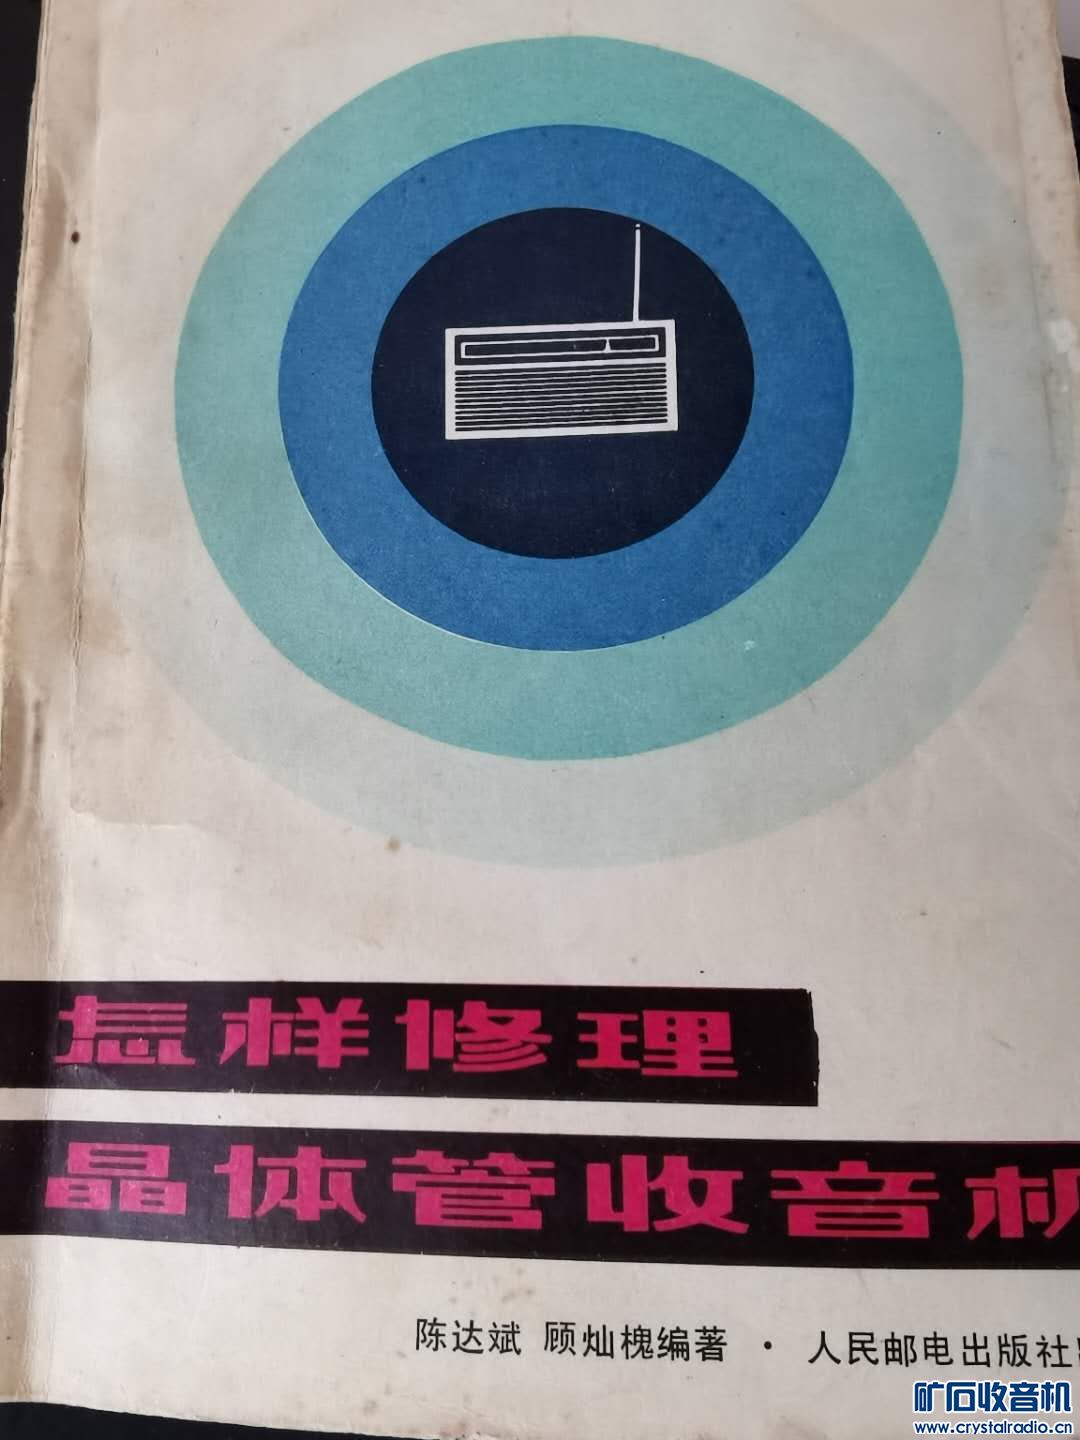 怎样修理
晶体管收音机
陈达斌 顾灿槐编著 · 人民邮电出版社
矿石收音机
www.crystalradio.cn